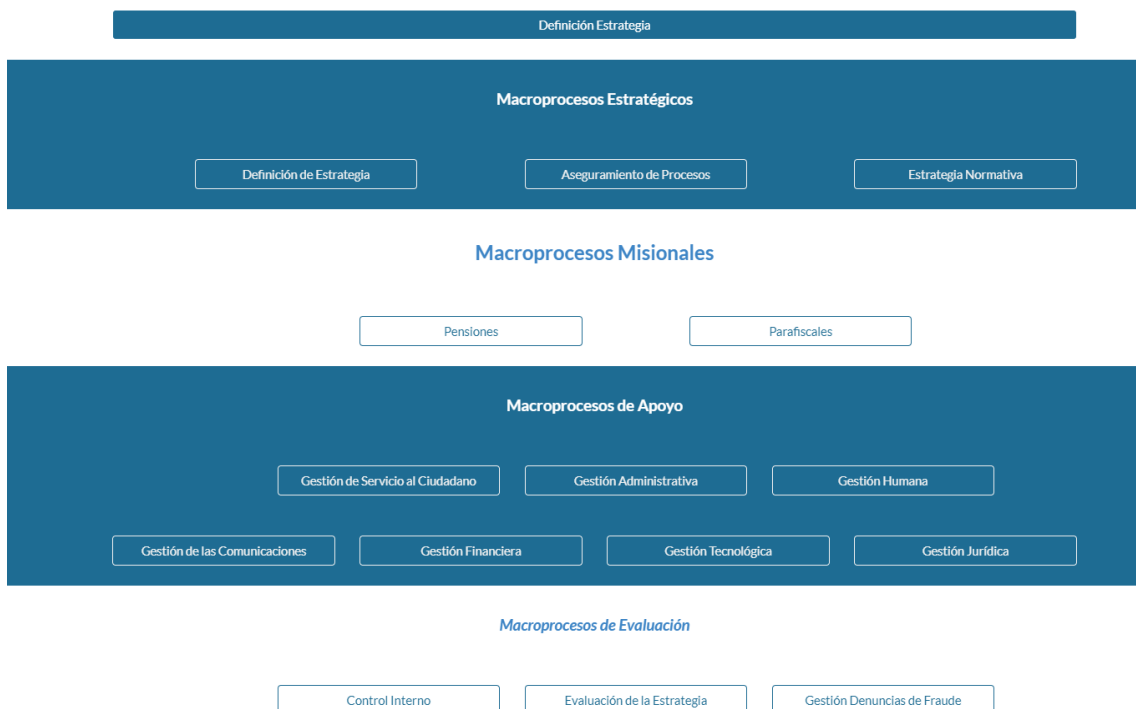 Definición Estrategia
Macroprocesos Estratégicos
Definición de Estrategia
Aseguramiento de Procesos
Estrategia Normativa
Macroprocesos Misionales
Pensiones
Parafiscales
Macroprocesos de Apoyo
Gestión de Servicio al Ciudadano
Gestión Administrativa
Gestión Humana
Gestión de las Comunicaciones
Gestión Financiera
Gestión Tecnológica
Gestión Jurídica
Macroprocesos de Evaluación
Control Interno
Evaluación de la Estrategia
Gestión Denuncias de Fraude